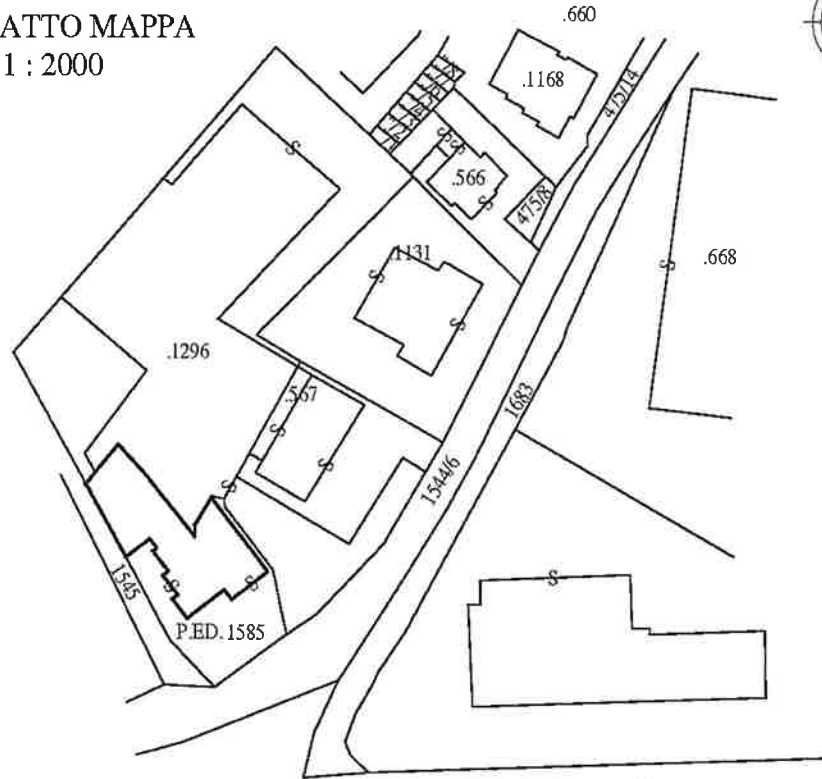 ATTO MAPPA
1 : 2000
.660
.1168
475/14
.566
475/8
.1131
.668
.1296
.567
1683
1544/6
1545
P.ED. 1585
S
S
S
S
S
S
S
S
S
S
S
S
S